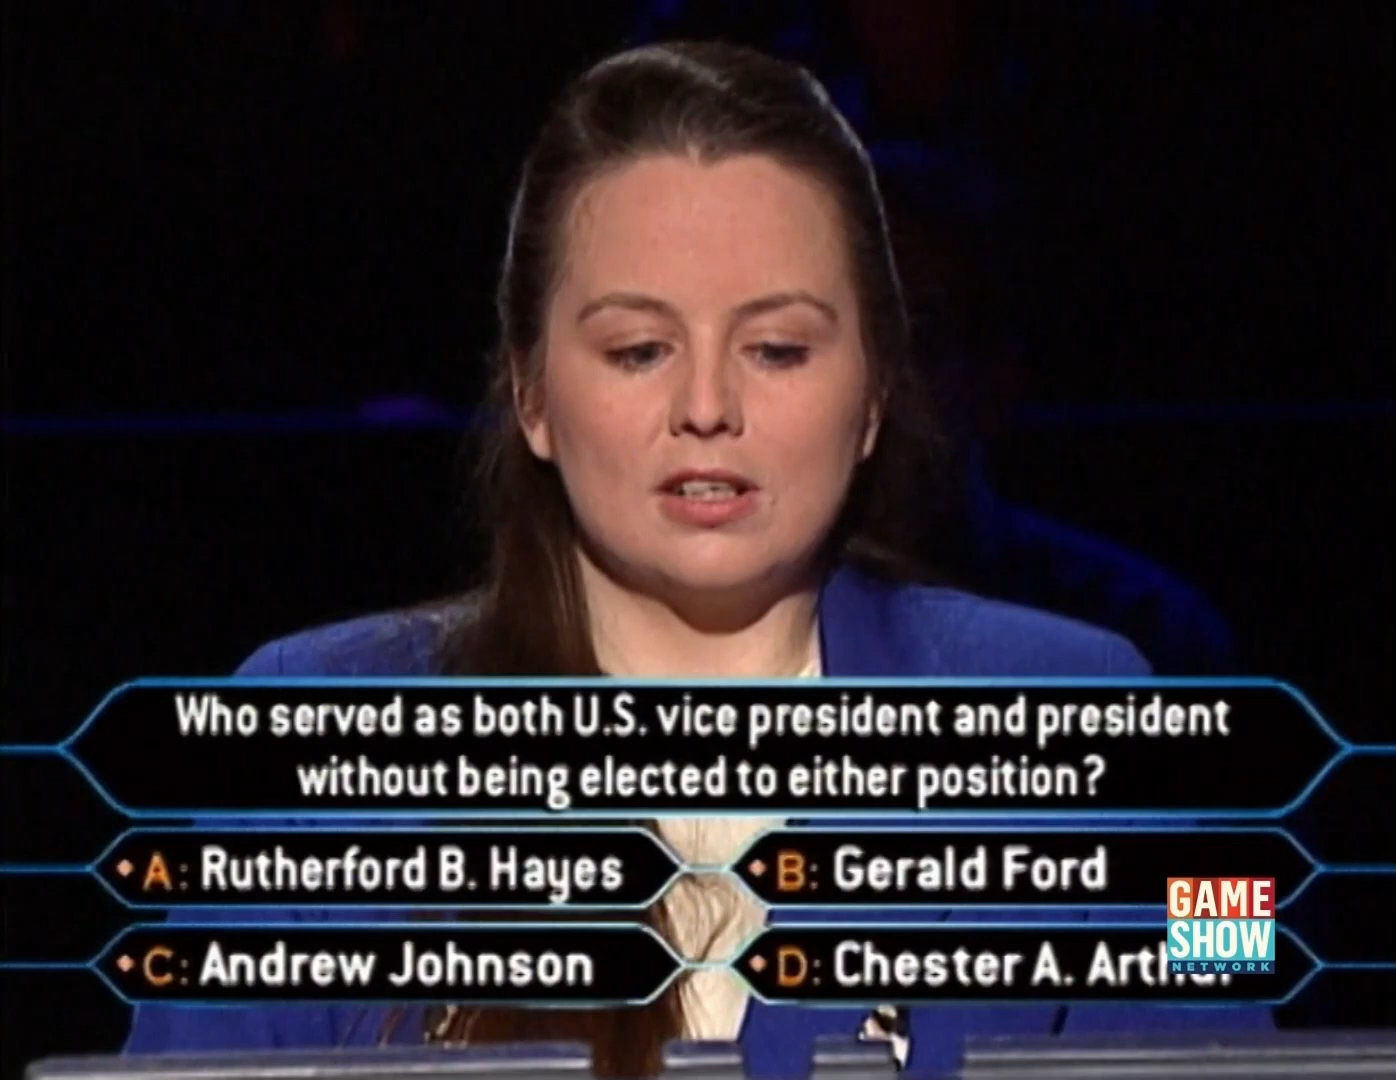 Who served as both U.S. vice president and president
without being elected to either position?
A: Rutherford B. Hayes
B: Gerald Ford
C: Andrew Johnson
D: Chester A.
GAME
SHOW
NETWORK